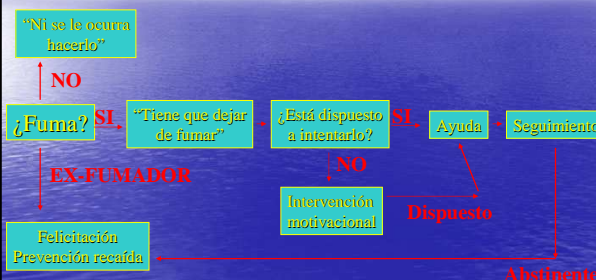 “Ni se le ocurra
hacerlo”
NO
¿Fuma?
SI
“Tiene que dejar
de fumar”
¿Está dispuesto
a intentarlo?
SI
Ayuda
Seguimiento
NO
EX-FUMADOR
Intervención
motivacional
Dispuesto
Felicitación
Prevención recaída
Abstinente